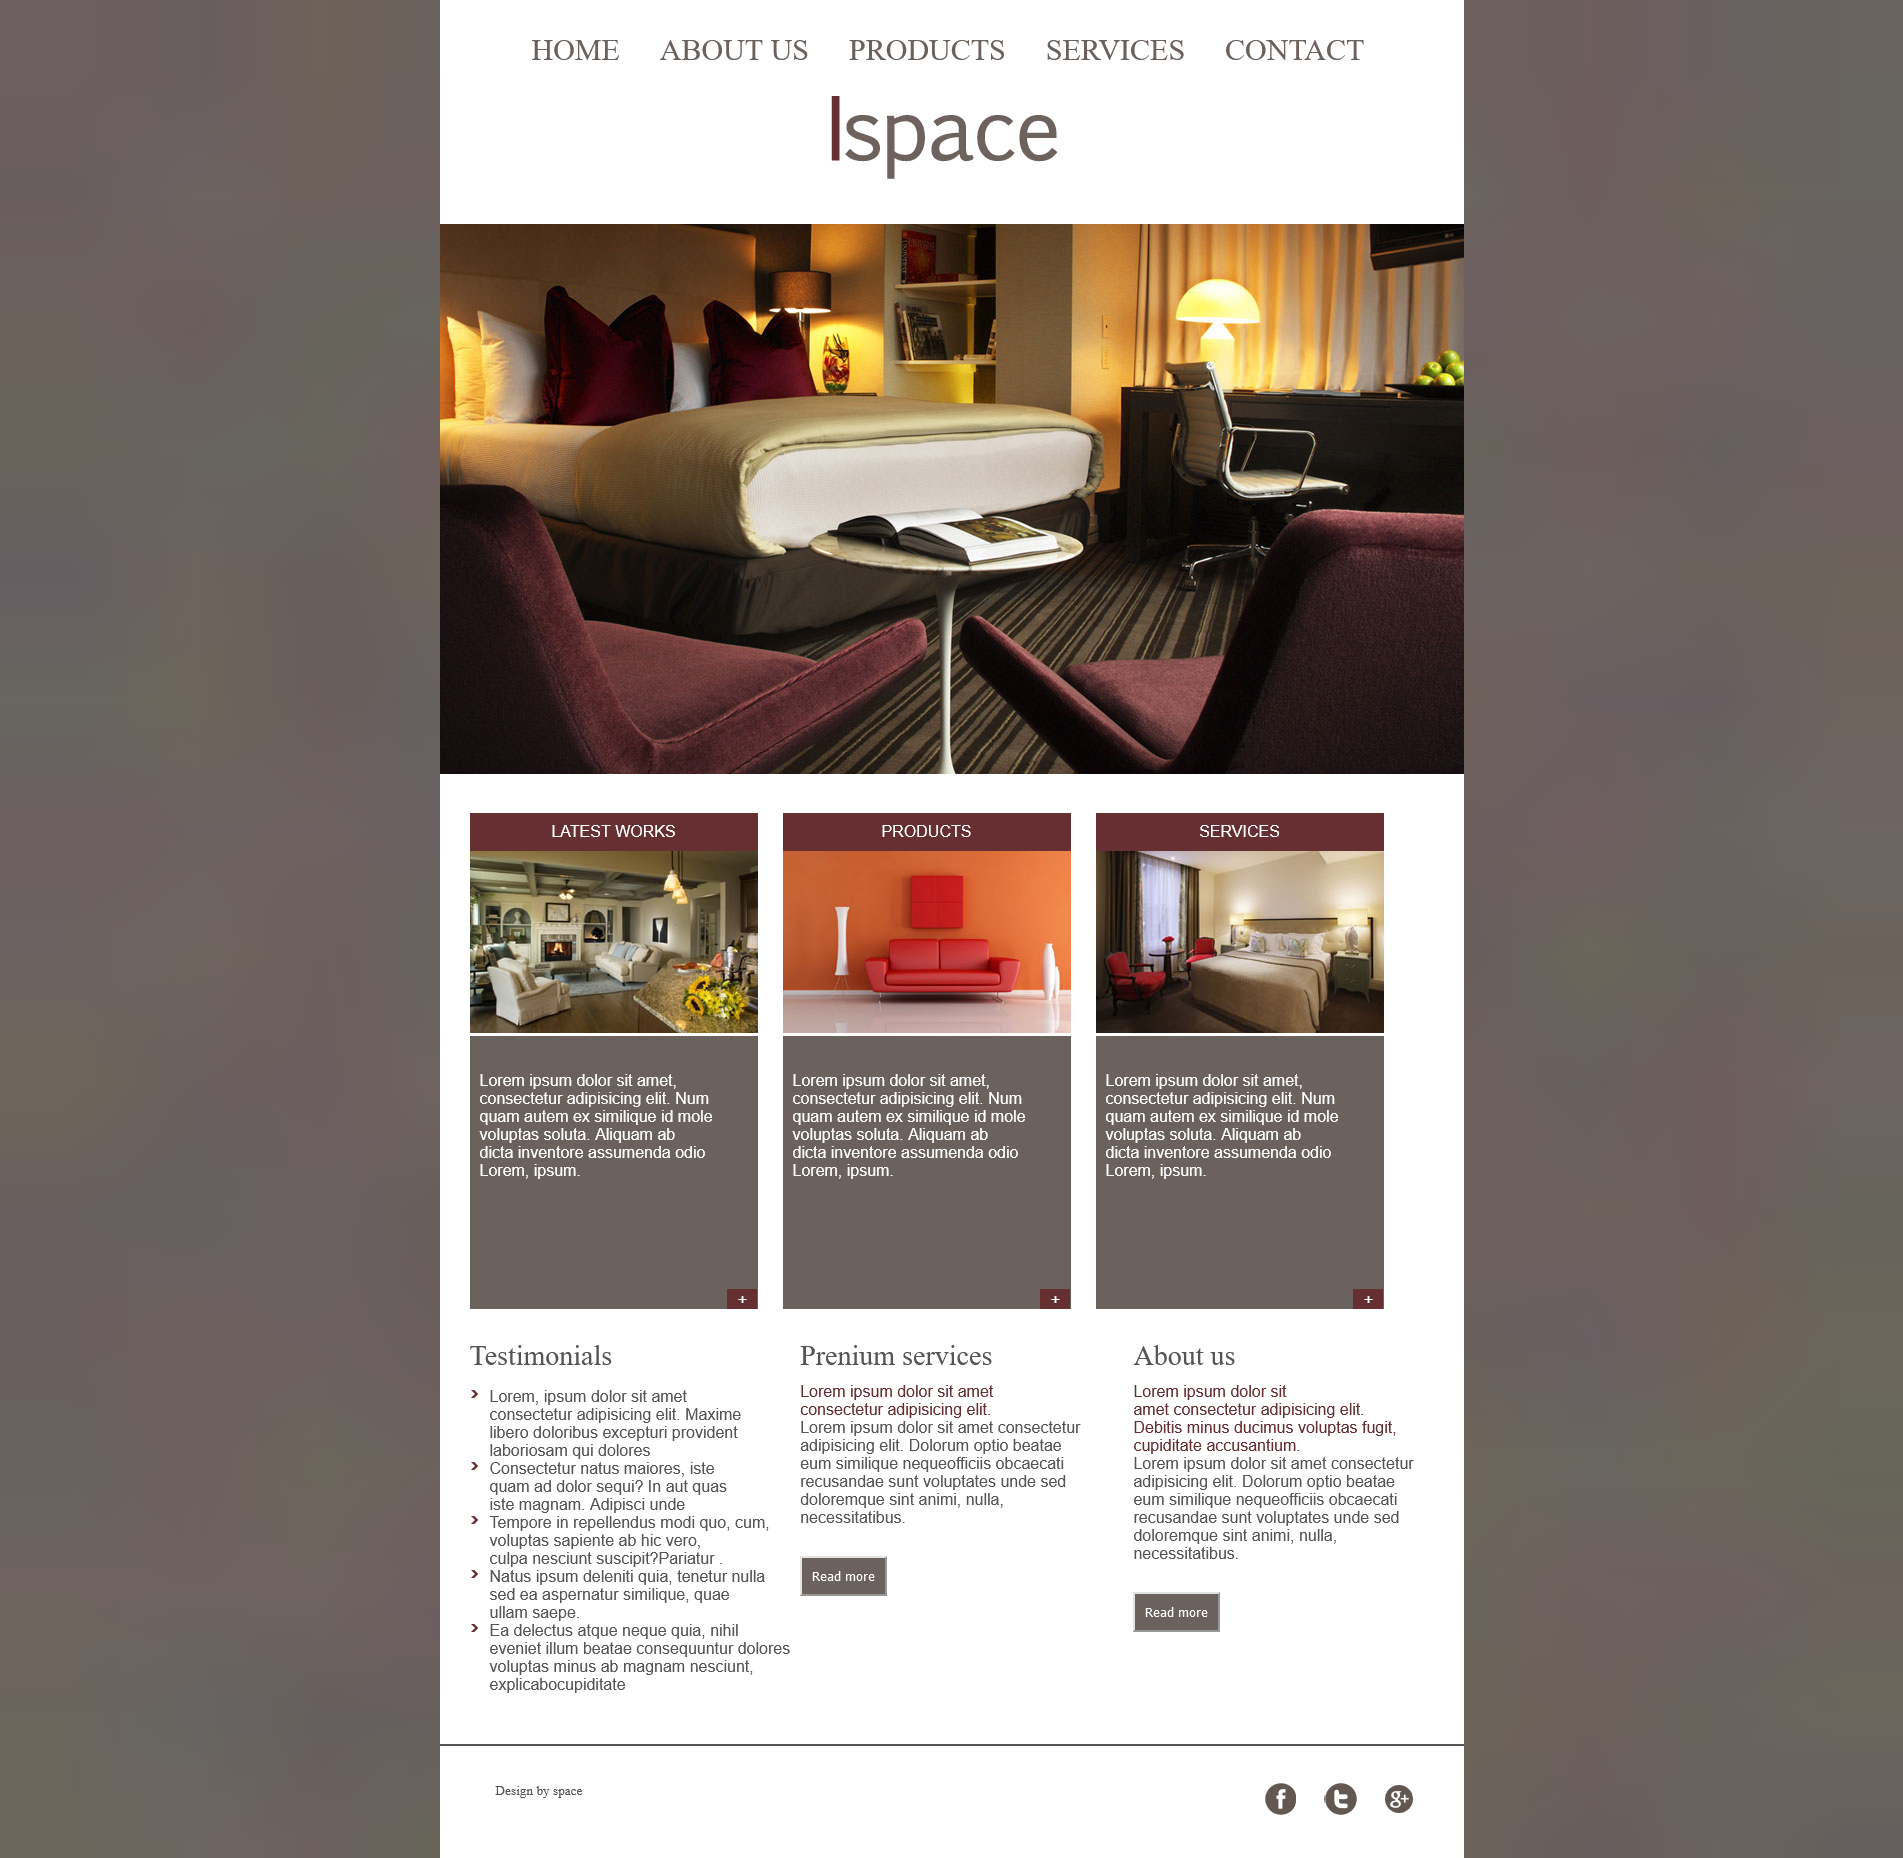 HOME ABOUT US PRODUCTS SERVICES CONTACT
space
LATEST WORKS
PRODUCTS
SERVICES
Lorem ipsum dolor sit amet,
consectetur adipisicing elit. Num
quam autem ex similique id mole
voluptas soluta. Aliquam ab
dicta inventore assumenda odio
Lorem, ipsum.
+
Lorem ipsum dolor sit amet,
consectetur adipisicing elit. Num
quam autem ex similique id mole
voluptas soluta. Aliquam ab
dicta inventore assumenda odio
Lorem, ipsum.
+
Lorem ipsum dolor sit amet,
consectetur adipisicing elit. Num
quam autem ex similique id mole
voluptas soluta. Aliquam ab
dicta inventore assumenda odio
Lorem, ipsum.
+
Testimonials
Lorem, ipsum dolor sit amet
consectetur adipisicing elit. Maxime
libero doloribus excepturi provident
laboriosam qui dolores
Consectetur natus maiores, iste
quam ad dolor sequi? In aut quas
iste magnam. Adipisci unde
Tempore in repellendus modi quo, cum,
voluptas sapiente ab hic vero,
culpa nesciunt suscipit?Pariatur .
Natus ipsum deleniti quia, tenetur nulla
sed ea aspernatur similique, quae
ullam saepe.
Ea delectus atque neque quia, nihil
eveniet illum beatae consequuntur dolores
voluptas minus ab magnam nesciunt,
explicabocupiditate
Prenium services
Lorem ipsum dolor sit amet
consectetur adipisicing elit.
Lorem ipsum dolor sit amet consectetur
adipisicing elit. Dolorum optio beatae
eum similique nequeofficiis obcaecati
recusandae sunt voluptates unde sed
doloremque sint animi, nulla,
necessitatibus.
Read more
About us
Lorem ipsum dolor sit
amet consectetur adipisicing elit.
Debitis minus ducimus voluptas fugit,
cupiditate accusantium.
Lorem ipsum dolor sit amet consectetur
adipisicing elit. Dolorum optio beatae
eum similique nequeofficiis obcaecati
recusandae sunt voluptates unde sed
doloremque sint animi, nulla,
necessitatibus.
Read more
Design by space
f t g+